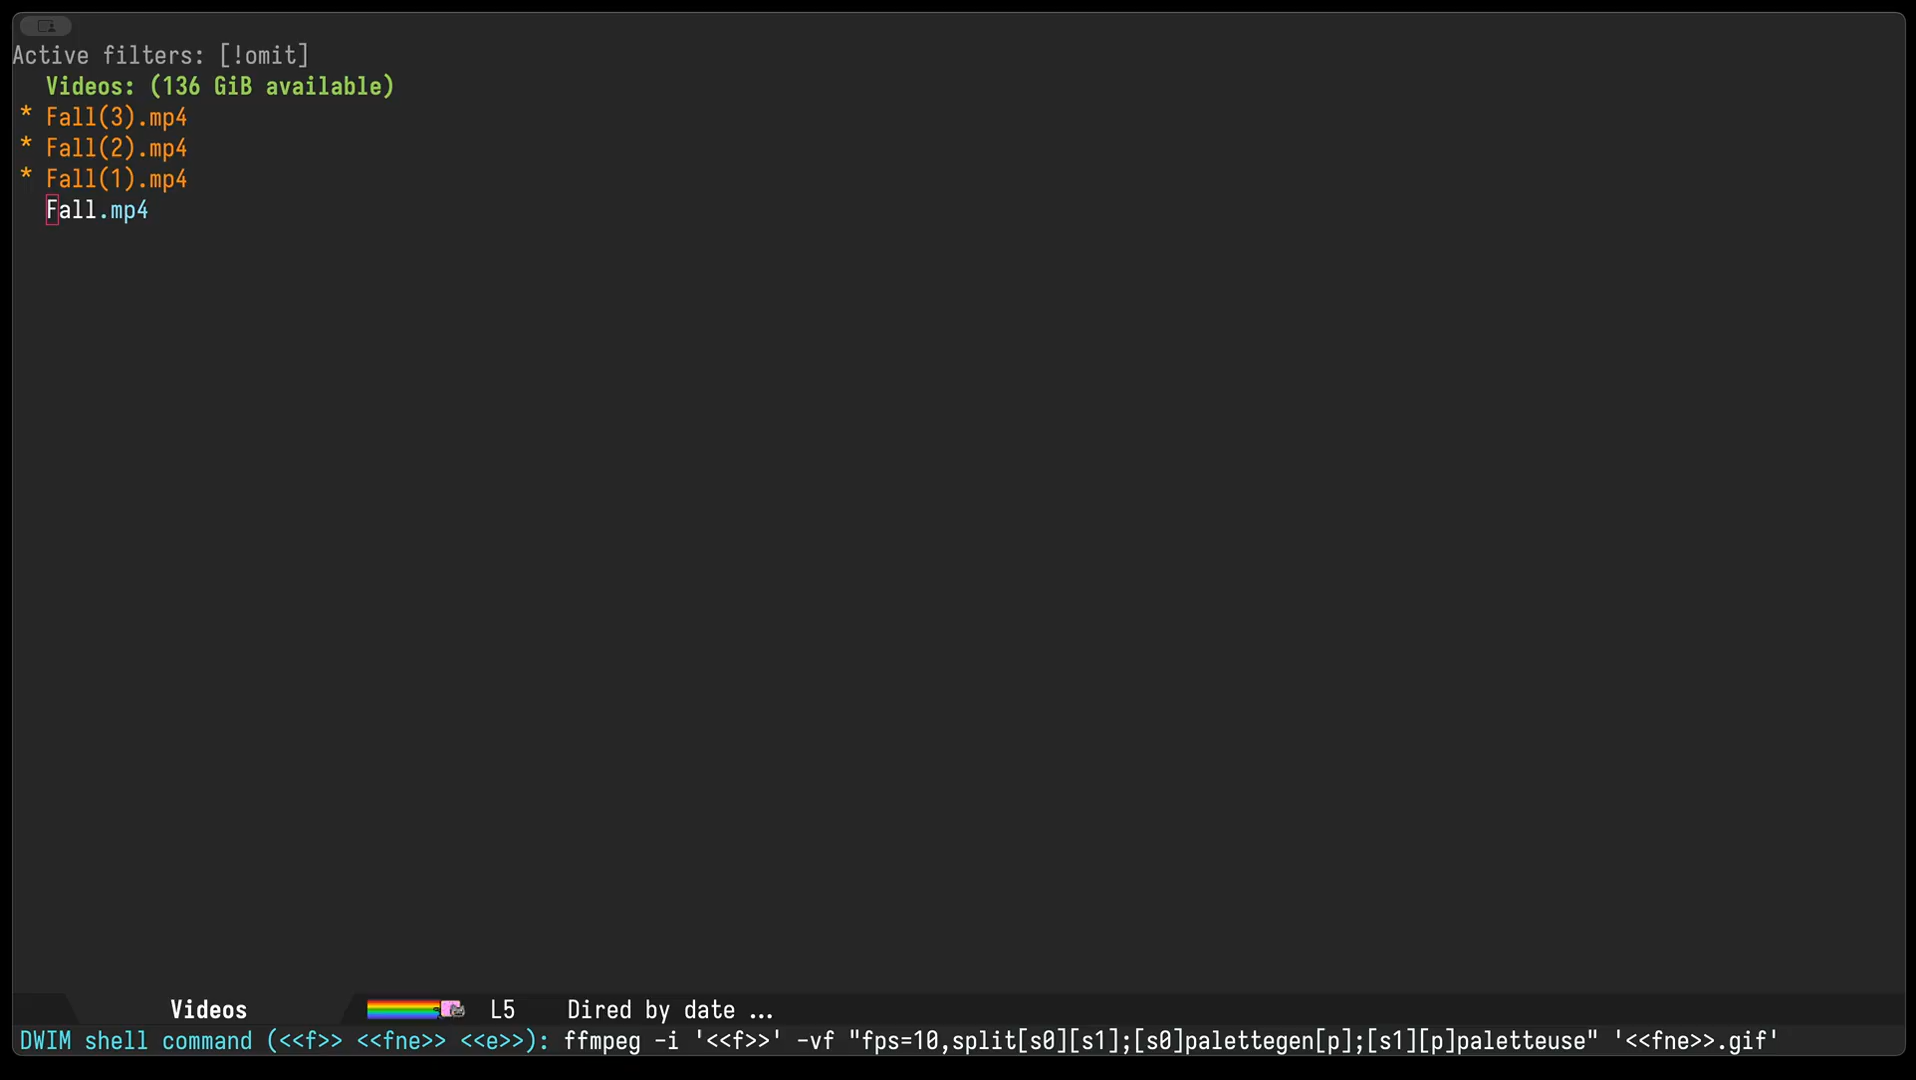 Active filters: [!omit]
Videos: (136 GiB available)
* Fall(3).mp4
* Fall(2).mp4
* Fall(1).mp4
Fall.mp4
Videos L5 Dired by date ...
DWIM shell command (<<f>> <<fne>> <<e>>): ffmpeg -i '<<f>>' -vf "fps=10,split[s0][s1];[s0]palettegen[p];[s1][p]paletteuse" '<<fne>>.gif'